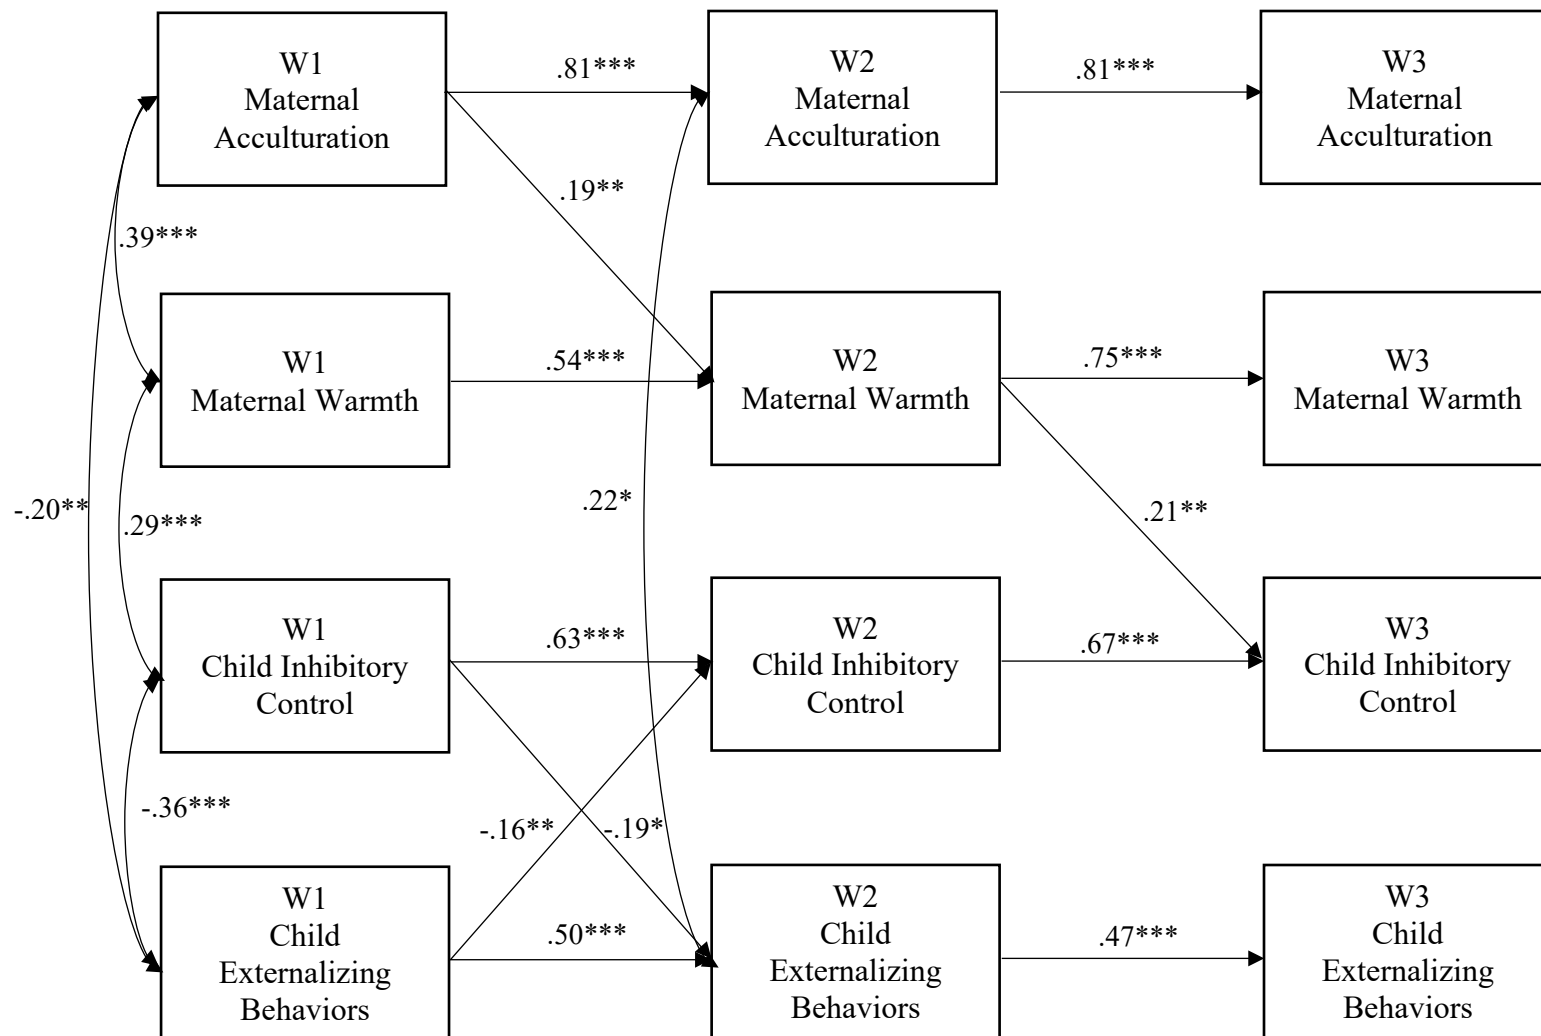 W1
Maternal
Acculturation
.81***
W2
Maternal
Acculturation
.81***
W3
Maternal
Acculturation
.19**
.39***
W1
Maternal Warmth
.54***
W2
Maternal Warmth
.75***
W3
Maternal Warmth
-.20**
.29***
.22*
.21**
W1
Child Inhibitory
Control
.63***
W2
Child Inhibitory
Control
.67***
W3
Child Inhibitory
Control
-.36***
-.16**
-.19*
W1
Child
Externalizing
Behaviors
.50***
W2
Child
Externalizing
Behaviors
.47***
W3
Child
Externalizing
Behaviors